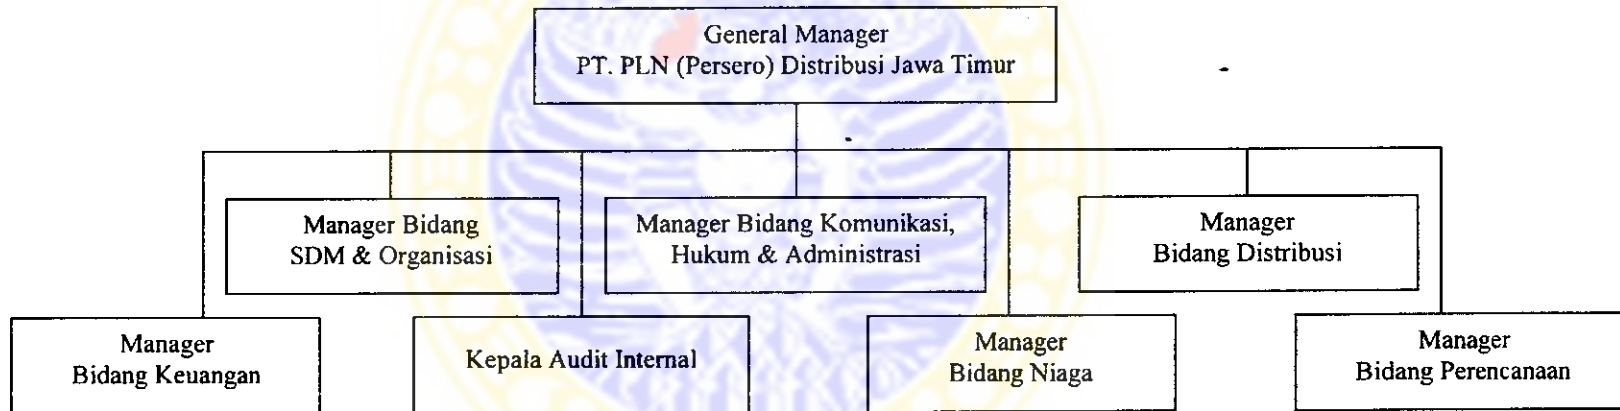 General Manager
PT. PLN (Persero) Distribusi Jawa Timur
Manager Bidang
SDM & Organisasi
Manager Bidang Komunikasi,
Hukum & Administrasi
Manager
Bidang Distribusi
Manager
Bidang Keuangan
Kepala Audit Internal
Manager
Bidang Niaga
Manager
Bidang Perencanaan